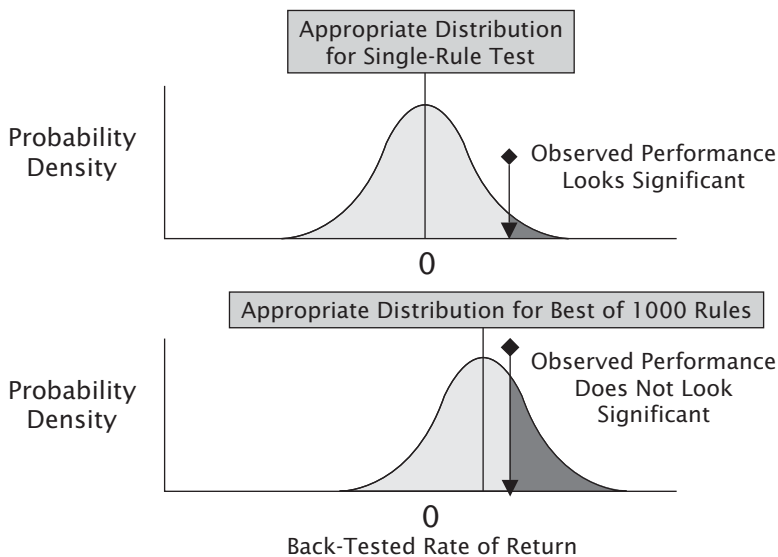 Appropriate Distribution
for Single-Rule Test
Probability
Density
Observed Performance
Looks Significant
0
Appropriate Distribution for Best of 1000 Rules
Probability
Density
Observed Performance
Does Not Look
Significant
0
Back-Tested Rate of Return